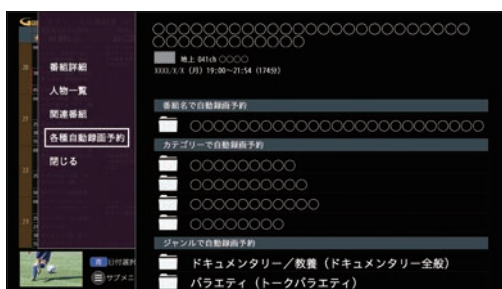 番組詳細
人物一覧
関連番組
各種自動録画予約
閉じる
青 日付選択
サブメニ
○○○○○○○○○○○○○○○○○○○○○○○○
○○○○○○○○○○○○○
地上 041ch ○○○○
XXXX/X/X (月) 19:00～21:54 (174分)
番組名で自動録画予約
○○○○○○○○○○○○○○○○○○○○○○○○
カテゴリーで自動録画予約
○○○○○○○○○
○○○○○○○○○○
○○○○○○○○○○○
○○○○○○○○
ジャンルで自動録画予約
ドキュメンタリー／教養（ドキュメンタリー全般）
バラエティ（トークバラエティ）